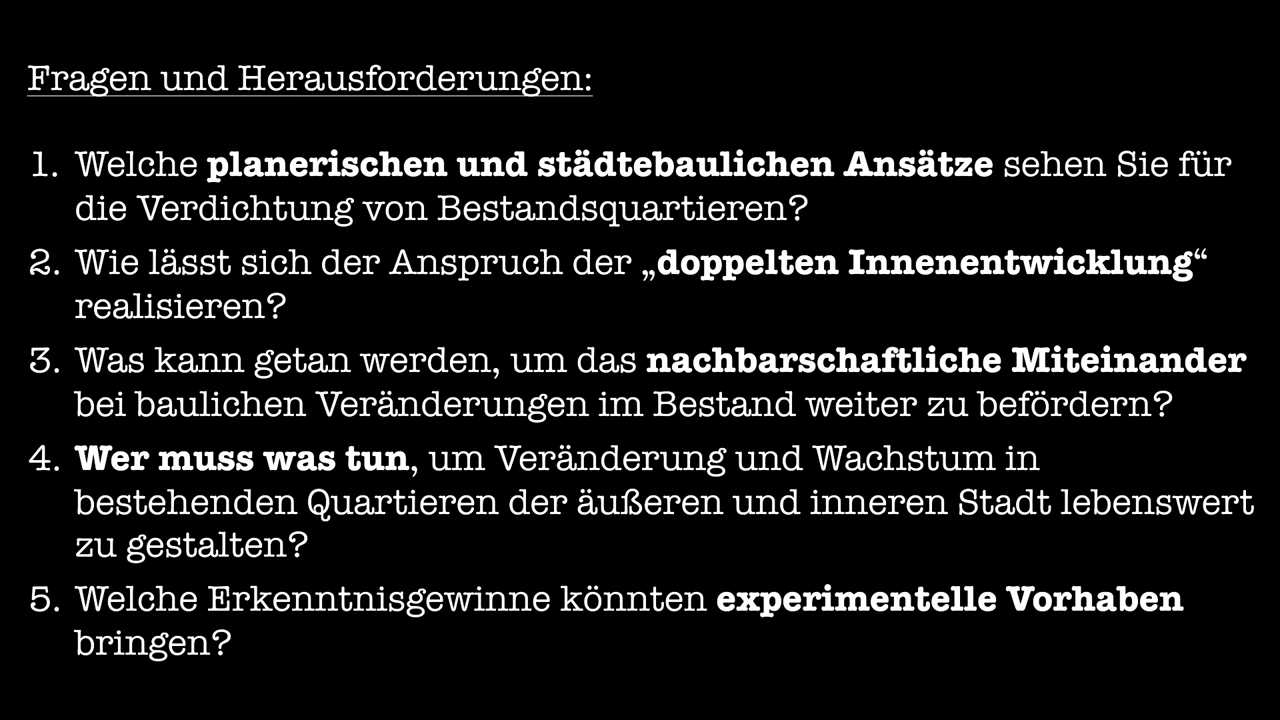 Fragen und Herausforderungen:
1. Welche planerischen und städtebaulichen Ansätze sehen Sie für
die Verdichtung von Bestandsquartieren?
2. Wie lässt sich der Anspruch der „doppelten Innenentwicklung“
realisieren?
3. Was kann getan werden, um das nachbarschaftliche Miteinander
bei baulichen Veränderungen im Bestand weiter zu befördern?
4. Wer muss was tun, um Veränderung und Wachstum in
bestehenden Quartieren der äußeren und inneren Stadt lebenswert
zu gestalten?
5. Welche Erkenntnisgewinne könnten experimentelle Vorhaben
bringen?